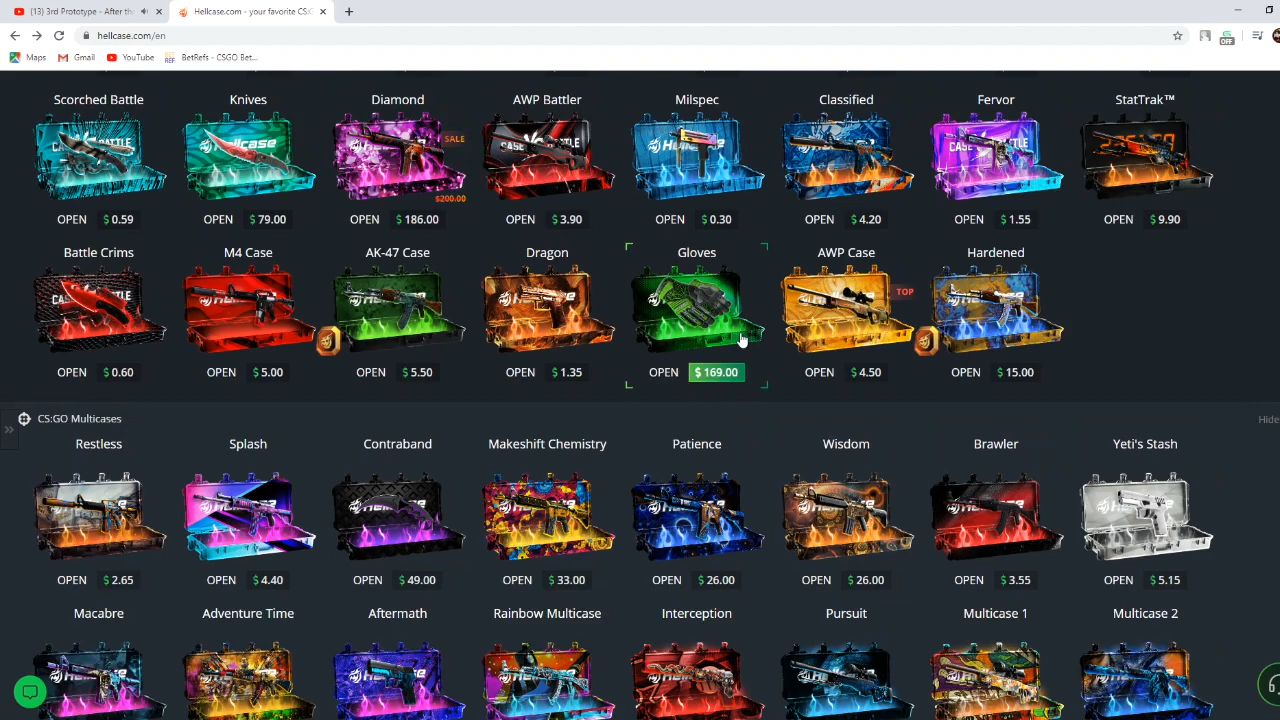 (13) 3rd Prototype - After th
Hellcase.com - your favorite CS:G
hellcase.com/en
OFF
Maps
Gmail
YouTube
BET REF
BetRefs - CSGO Bet...
Scorched Battle
Knives
Diamond
AWP Battler
Milspec
Classified
Fervor
StatTrak™
SALE
$200.00
OPEN $ 0.59
OPEN $ 79.00
OPEN $ 186.00
OPEN $ 3.90
OPEN $ 0.30
OPEN $ 4.20
OPEN $ 1.55
OPEN $ 9.90
Battle Crims
M4 Case
AK-47 Case
Dragon
Gloves
AWP Case
Hardened
TOP
OPEN $ 0.60
OPEN $ 5.00
OPEN $ 5.50
OPEN $ 1.35
OPEN $ 169.00
OPEN $ 4.50
OPEN $ 15.00
CS:GO Multicases
Hide
Restless
Splash
Contraband
Makeshift Chemistry
Patience
Wisdom
Brawler
Yeti's Stash
OPEN $ 2.65
OPEN $ 4.40
OPEN $ 49.00
OPEN $ 33.00
OPEN $ 26.00
OPEN $ 26.00
OPEN $ 3.55
OPEN $ 5.15
Macabre
Adventure Time
Aftermath
Rainbow Multicase
Interception
Pursuit
Multicase 1
Multicase 2